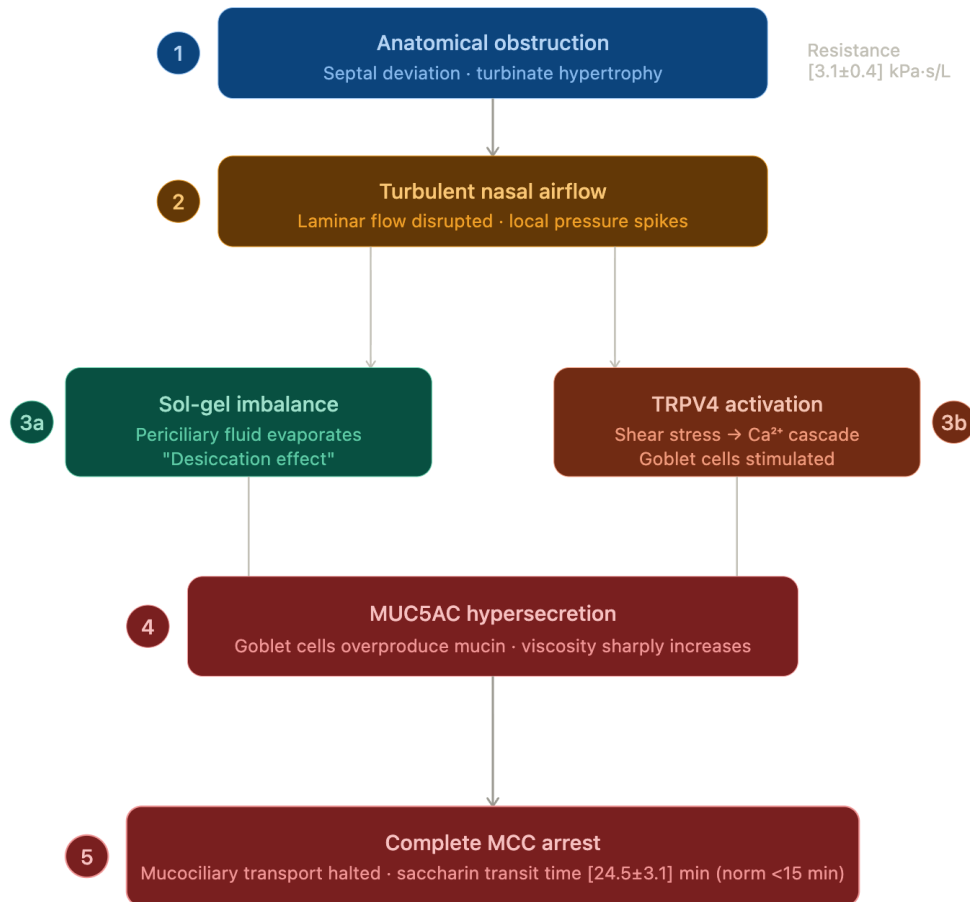 1
Anatomical obstruction
Septal deviation · turbinate hypertrophy
Resistance
[3.1±0.4] kPa·s/L
2
Turbulent nasal airflow
Laminar flow disrupted · local pressure spikes
3a
Sol-gel imbalance
Periciliary fluid evaporates
"Desiccation effect"
TRPV4 activation
Shear stress → Ca²⁺ cascade
Goblet cells stimulated
3b
4
MUC5AC hypersecretion
Goblet cells overproduce mucin · viscosity sharply increases
5
Complete MCC arrest
Mucociliary transport halted · saccharin transit time [24.5±3.1] min (norm <15 min)